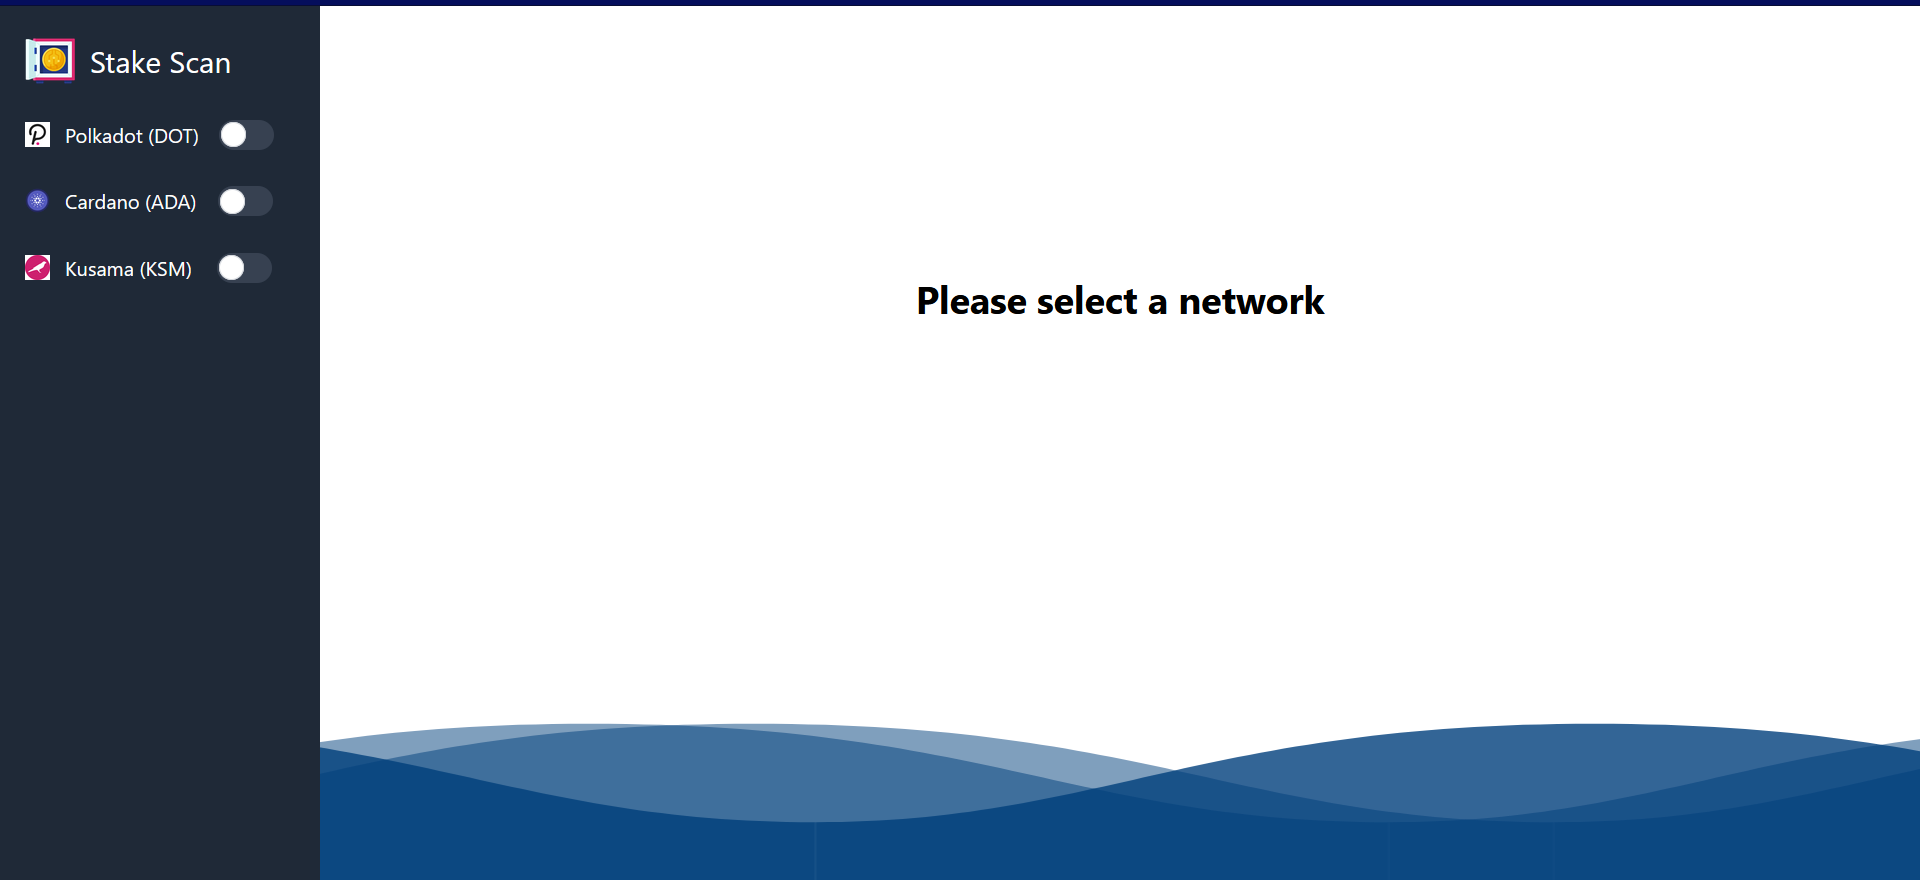 Stake Scan
Polkadot (DOT)
Cardano (ADA)
Kusama (KSM)
Please select a network